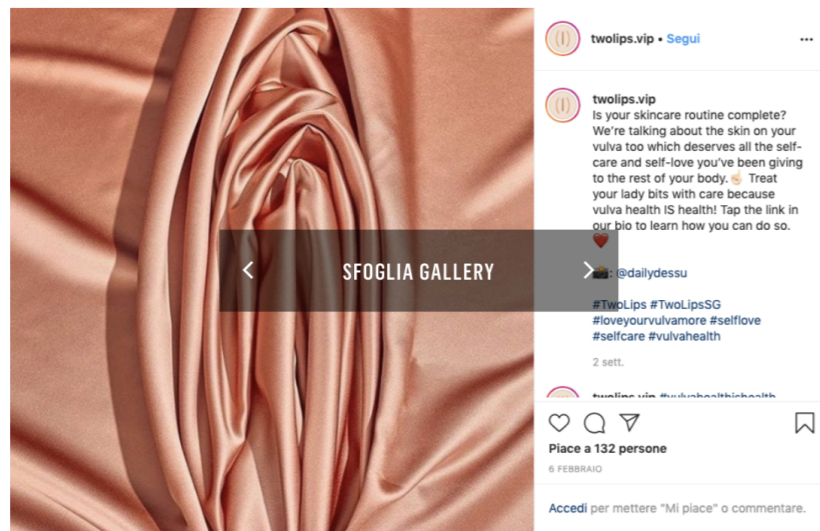 twolips.vip • Segui
twolips.vip
Is your skincare routine complete?
We're talking about the skin on your
vulva too which deserves all the self-
care and self-love you've been giving
to the rest of your body.☝🏻 Treat
your lady bits with care because
vulva health IS health! Tap the link in
our bio to learn how you can do so.
❤️
SFOGLIA GALLERY
📸: @dailydessu
#TwoLips #TwoLipsSG
#loveyourvulvamore #selflove
#selfcare #vulvahealth
2 sett.
twolips.vip #vulvahealthishealth
Piace a 132 persone
6 FEBBRAIO
Accedi per mettere "Mi piace" o commentare.